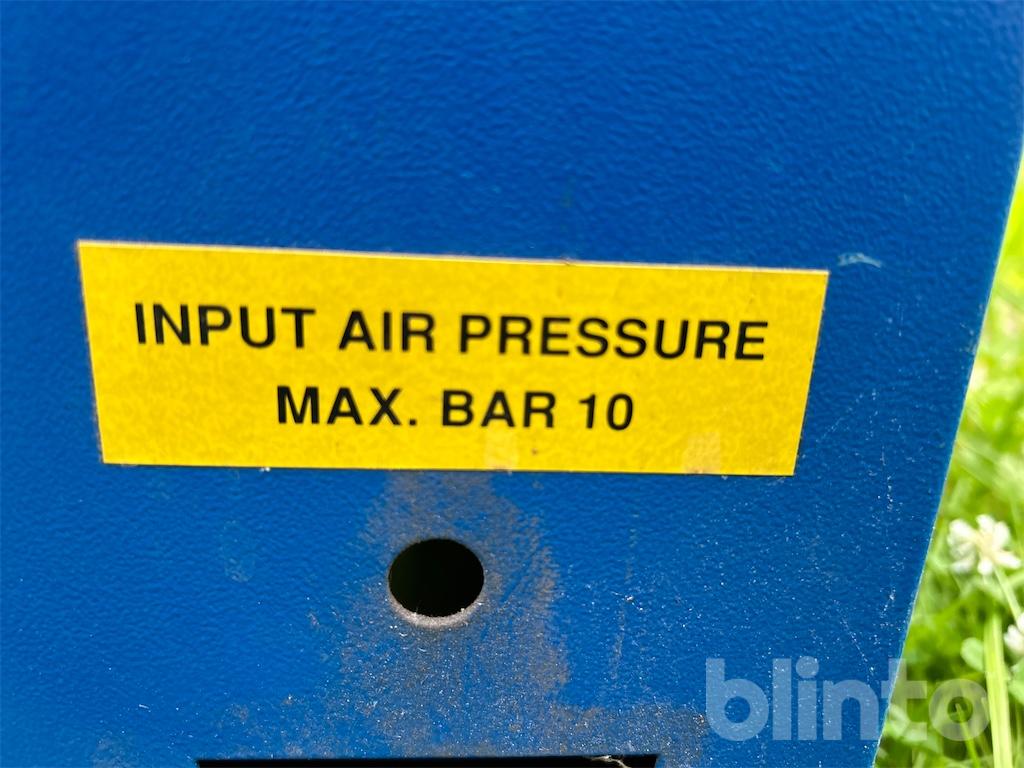 INPUT AIR PRESSURE
MAX. BAR 10
blinto